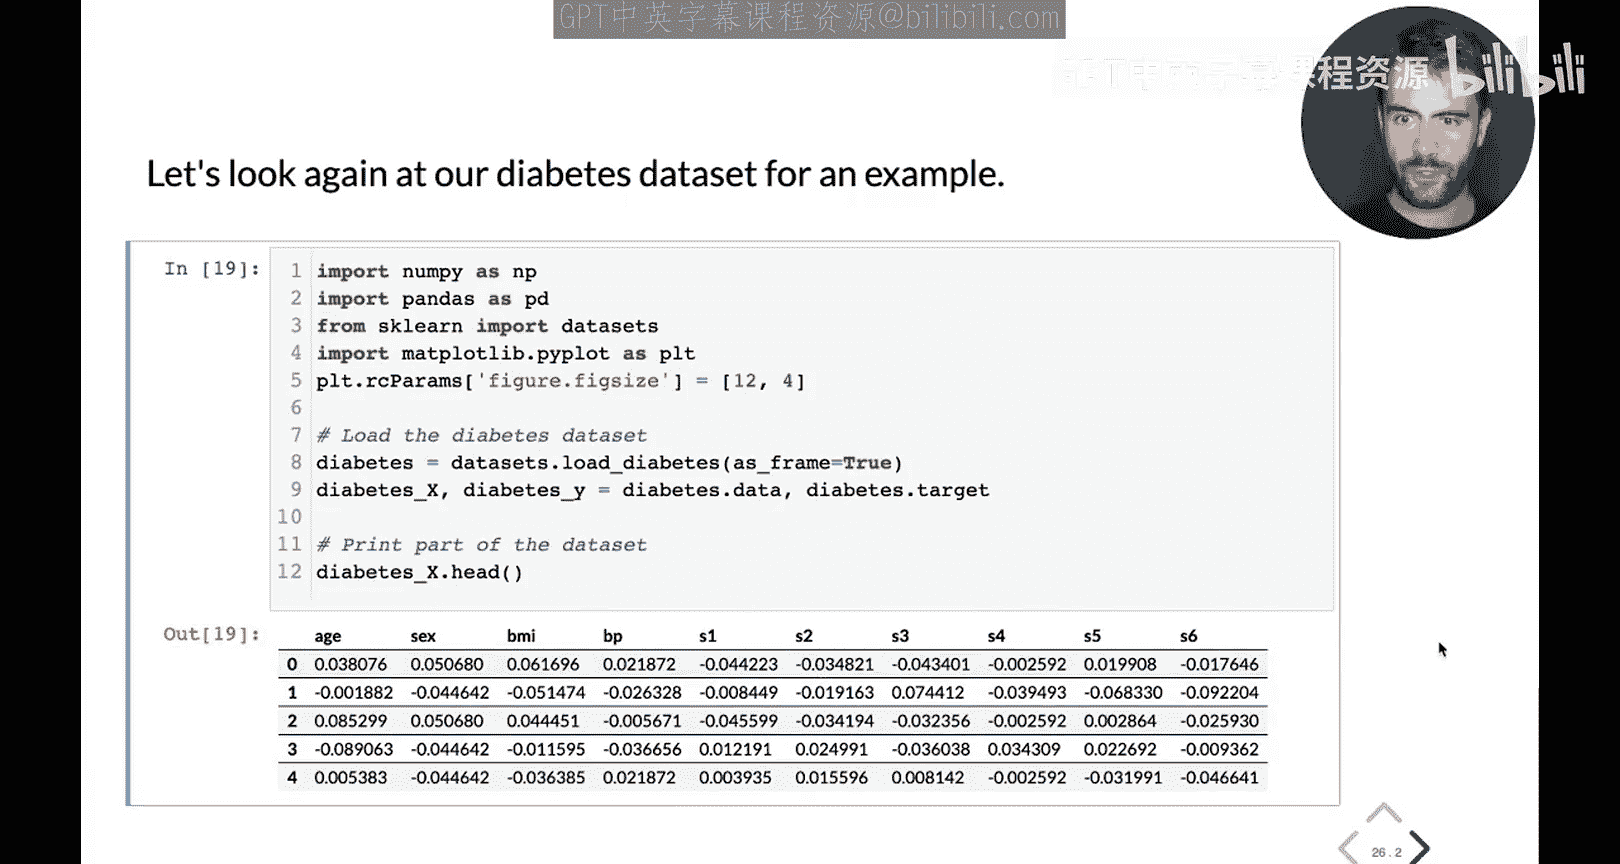 GPT中英字幕课程资源@bilibili.com
GPT中英字幕课程资源 bilibili
Let's look again at our diabetes dataset for an example.
In [19]:
1 import numpy as np
2 import pandas as pd
3 from sklearn import datasets
4 import matplotlib.pyplot as plt
5 plt.rcParams['figure.figsize'] = [12, 4]
6
7 # Load the diabetes dataset
8 diabetes = datasets.load_diabetes(as_frame=True)
9 diabetes_X, diabetes_y = diabetes.data, diabetes.target
10
11 # Print part of the dataset
12 diabetes_X.head()
Out[19]:
age sex bmi bp s1 s2 s3 s4 s5 s6
0 0.038076 0.050680 0.061696 0.021872 -0.044223 -0.034821 -0.043401 -0.002592 0.019908 -0.017646
1 -0.001882 -0.044642 -0.051474 -0.026328 -0.008449 -0.019163 0.074412 -0.039493 -0.068330 -0.092204
2 0.085299 0.050680 0.044451 -0.005671 -0.045599 -0.034194 -0.032356 -0.002592 0.002864 -0.025930
3 -0.089063 -0.044642 -0.011595 -0.036656 0.012191 0.024991 -0.036038 0.034309 0.022692 -0.009362
4 0.005383 -0.044642 -0.036385 0.021872 0.003935 0.015596 0.008142 -0.002592 -0.031991 -0.046641
26.2